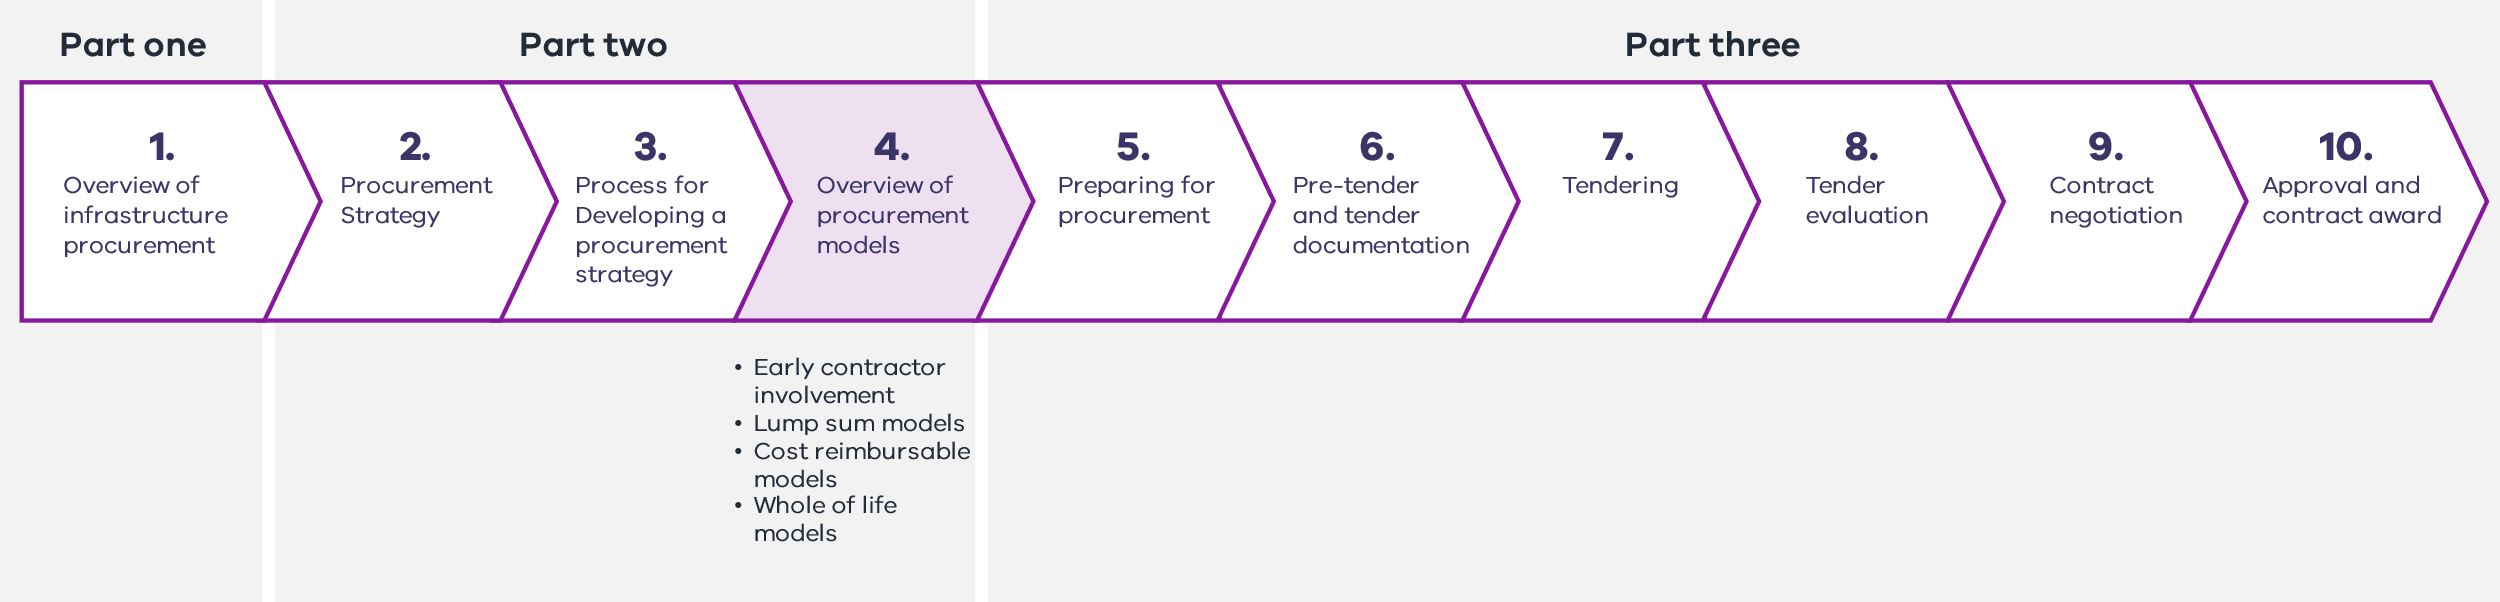 Part one
Part two
Part three
1.
Overview of
infrastructure
procurement
2.
Procurement
Strategy
3.
Process for
Developing a
procurement
strategy
4.
Overview of
procurement
models
5.
Preparing for
procurement
6.
Pre-tender
and tender
documentation
7.
Tendering
8.
Tender
evaluation
9.
Contract
negotiation
10.
Approval and
contract award
• Early contractor
involvement
• Lump sum models
• Cost reimbursable
models
• Whole of life
models